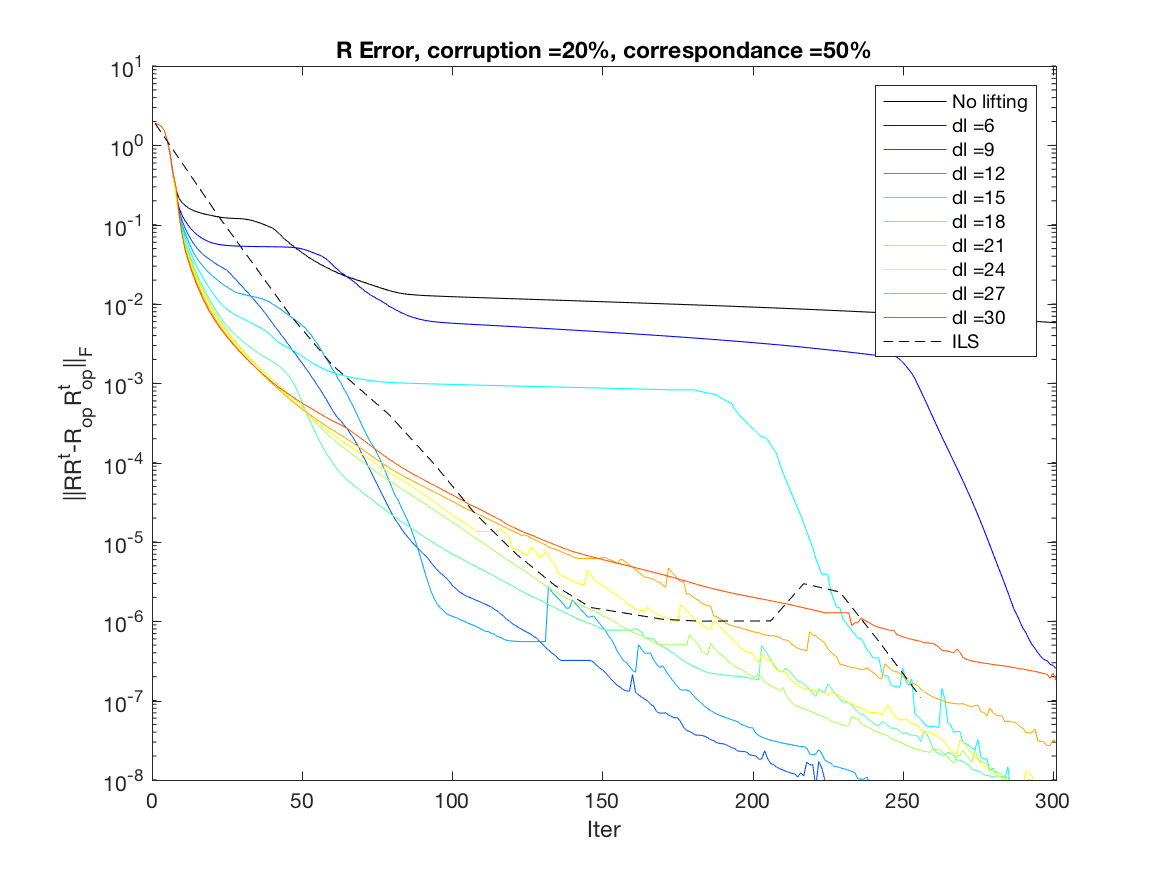 R Error, corruption =20%, correspondance =50%
10^1
10^0
10^-1
10^-2
10^-3
10^-4
10^-5
10^-6
10^-7
10^-8
||RR^t-R_op R^t_op||_F
No lifting
dl =6
dl =9
dl =12
dl =15
dl =18
dl =21
dl =24
dl =27
dl =30
ILS
0 50 100 150 200 250 300
Iter